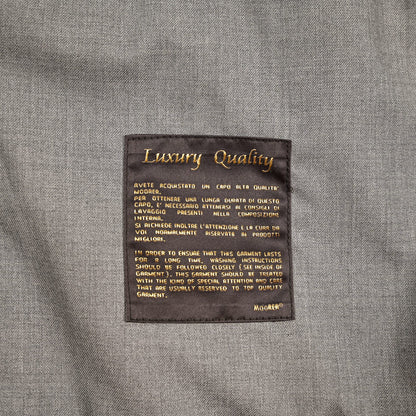 Luxury Quality
AVETE ACQUISTATO UN CAPO ALTA QUALITA'
MOORER.
PER OTTENERE UNA LUNGA DURATA DI QUESTO
CAPO, E' NECESSARIO ATTENERSI AI CONSIGLI DI
LAVAGGIO PRESENTI NELLA COMPOSIZIONE
INTERNA.
SI RICHIEDE INOLTRE L'ATTENZIONE E LA CURA DA
VOI NORMALMENTE RISERVATE AI PRODOTTI
MIGLIORI.
IN ORDER TO ENSURE THAT THIS GARMENT LASTS
FOR A LONG TIME, WASHING INSTRUCTIONS
SHOULD BE FOLLOWED CLOSELY (SEE INSIDE OF
GARMENT). THIS GARMENT SHOULD BE TREATED
WITH THE KIND OF SPECIAL ATTENTION AND CARE
THAT ARE USUALLY RESERVED TO TOP QUALITY
GARMENT.
MooRER®